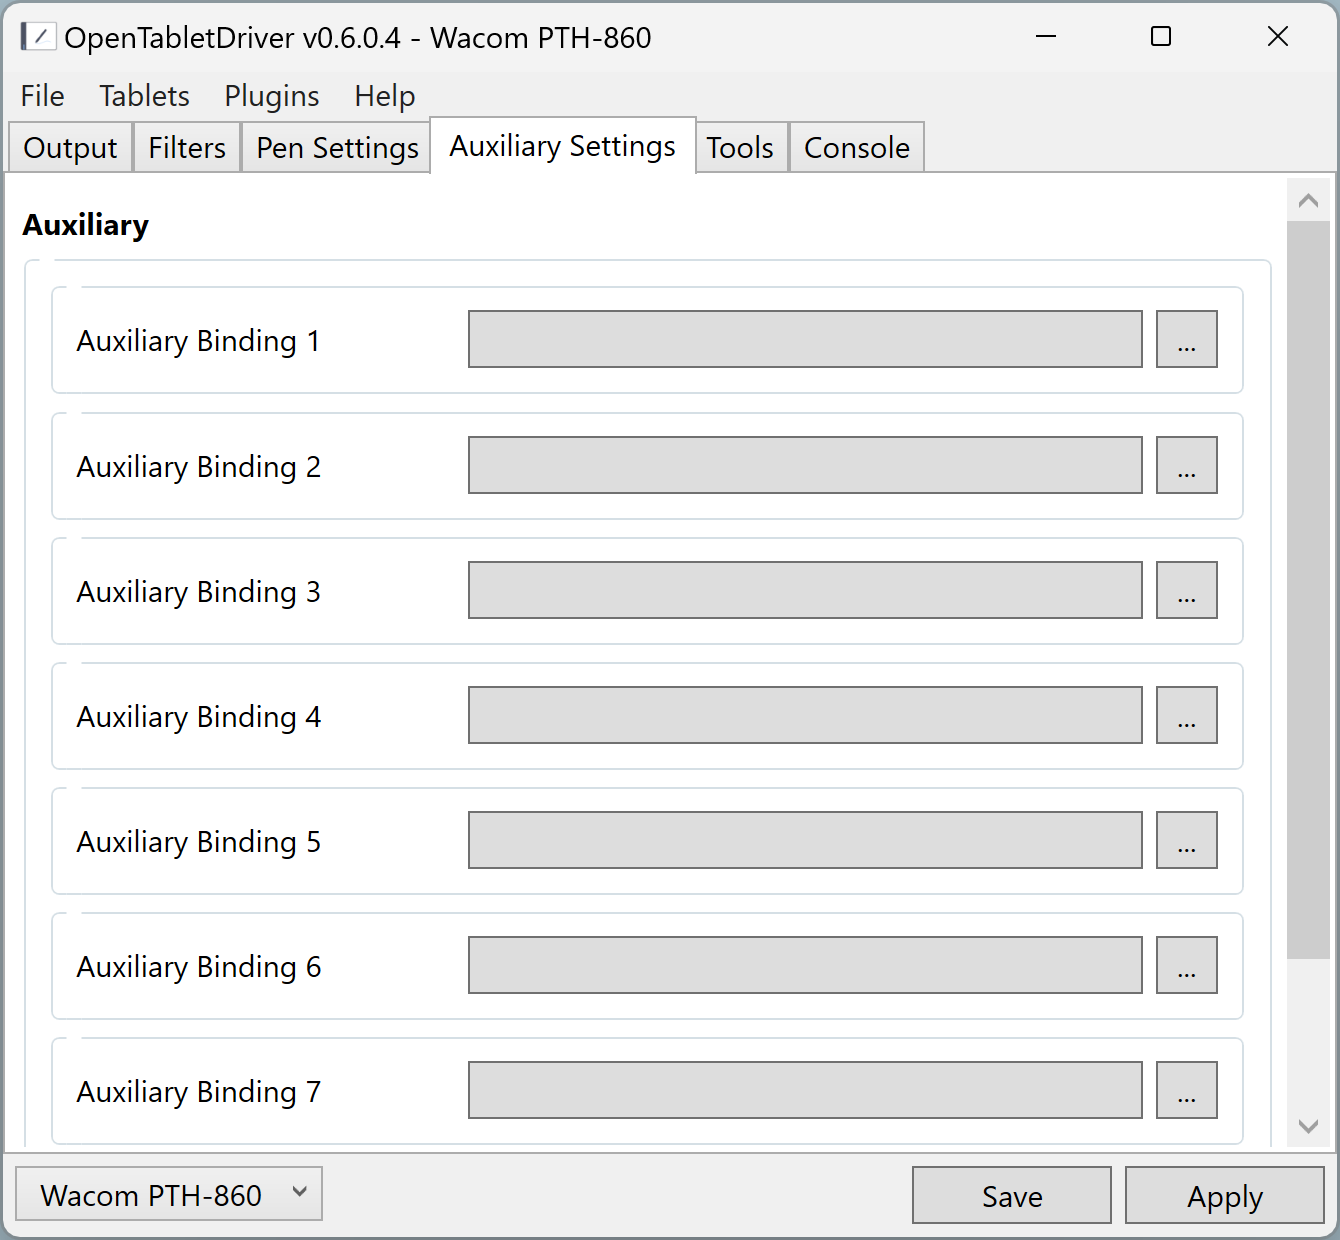 OpenTabletDriver v0.6.0.4 - Wacom PTH-860
File Tablets Plugins Help
Output Filters Pen Settings Auxiliary Settings Tools Console
Auxiliary
Auxiliary Binding 1 ...
Auxiliary Binding 2 ...
Auxiliary Binding 3 ...
Auxiliary Binding 4 ...
Auxiliary Binding 5 ...
Auxiliary Binding 6 ...
Auxiliary Binding 7 ...
Wacom PTH-860 Save Apply